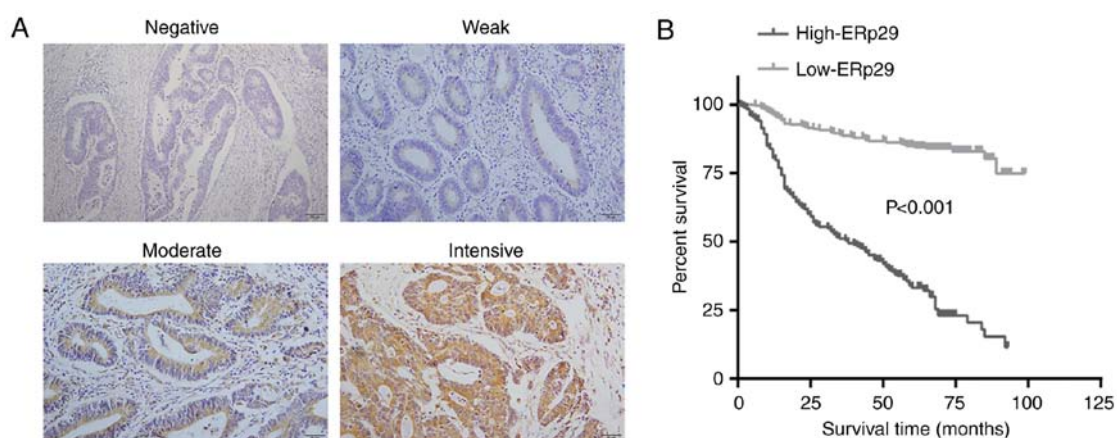 A
Negative
Weak
Moderate
Intensive
B
High-ERp29
Low-ERp29
Percent survival
100
75
50
25
0
P<0.001
0 25 50 75 100 125
Survival time (months)